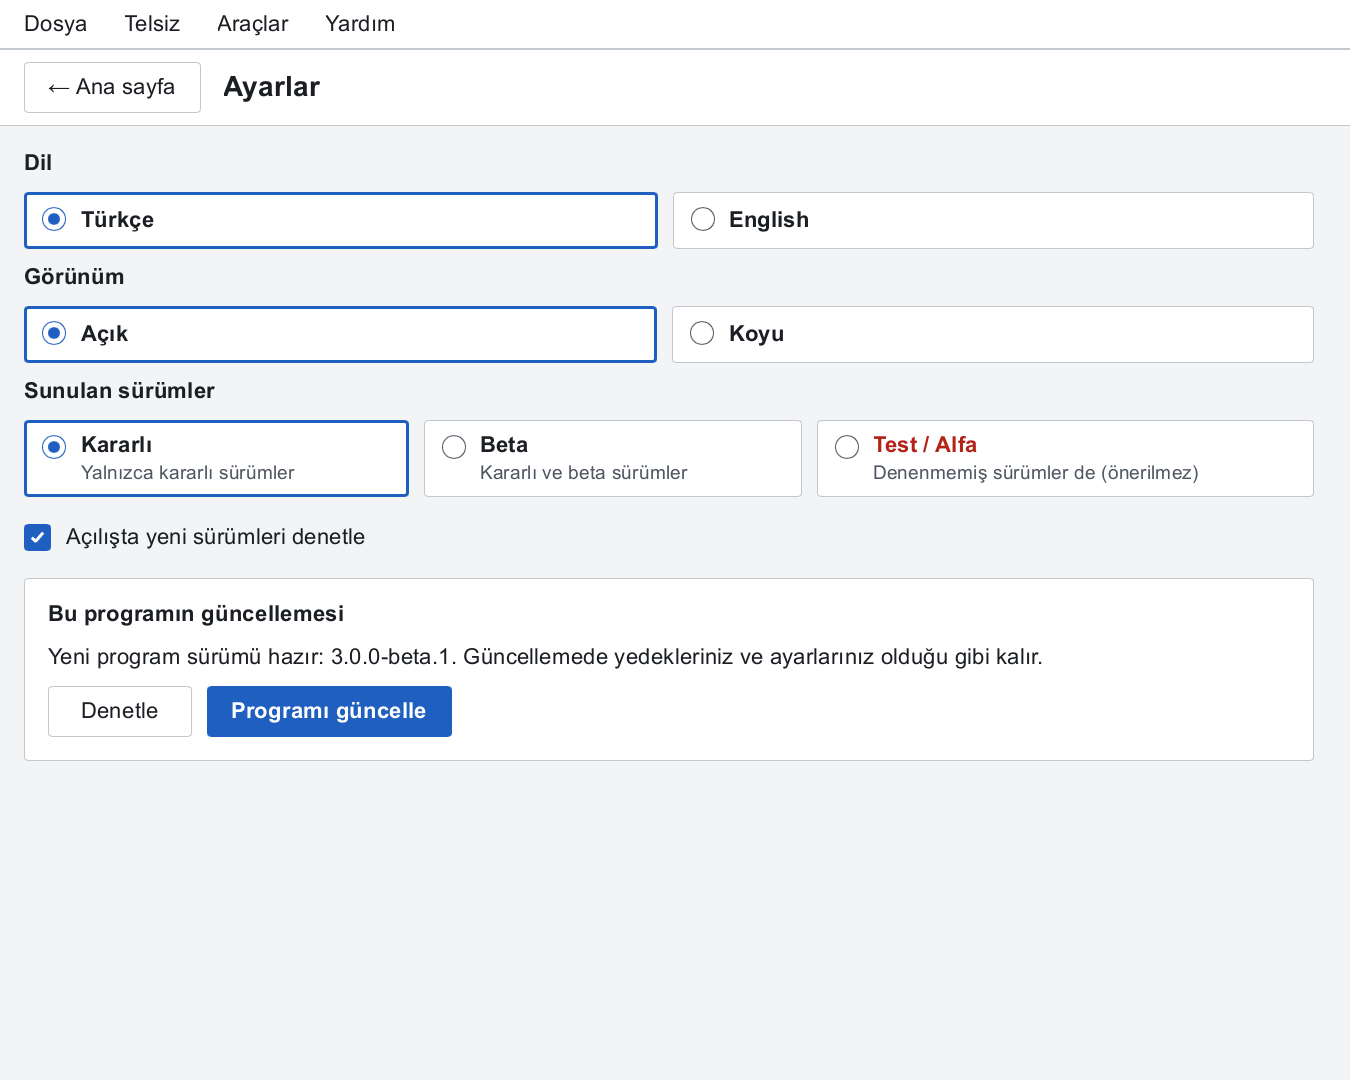 Dosya Telsiz Araçlar Yardım
← Ana sayfa Ayarlar
Dil
Türkçe English
Görünüm
Açık Koyu
Sunulan sürümler
Kararlı Beta Test / Alfa
Yalnızca kararlı sürümler Kararlı ve beta sürümler Denenmemiş sürümler de (önerilmez)
Açılışta yeni sürümleri denetle
Bu programın güncellemesi
Yeni program sürümü hazır: 3.0.0-beta.1. Güncellemede yedekleriniz ve ayarlarınız olduğu gibi kalır.
Denetle Programı güncelle